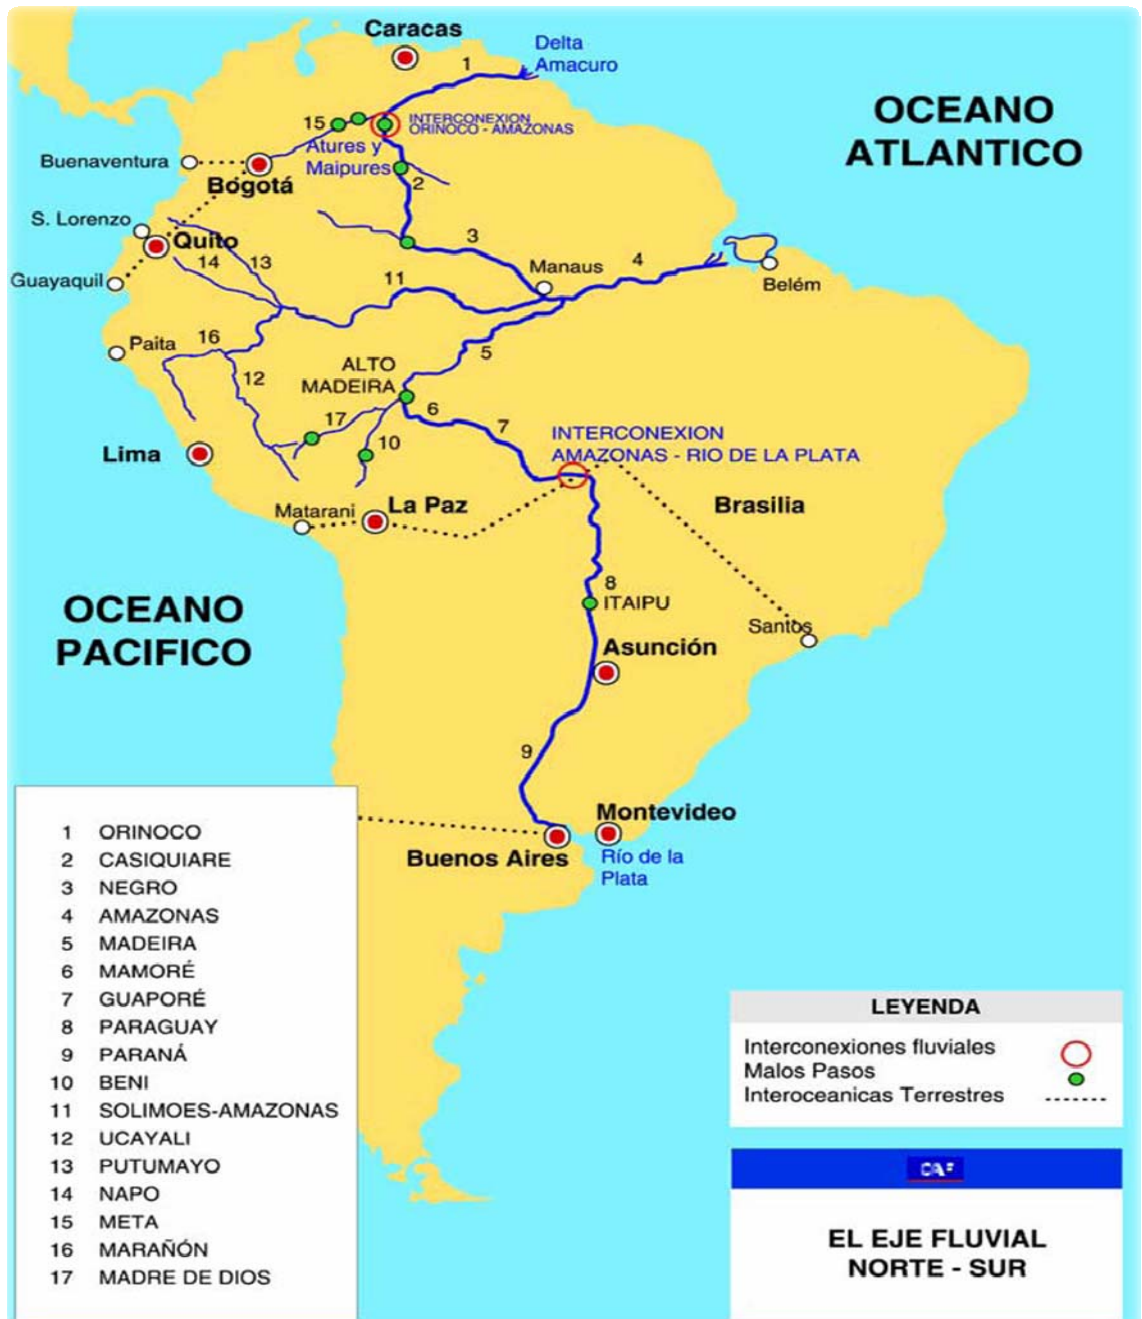 Caracas
Delta
Amacuro
1
OCEANO
ATLANTICO
15
INTERCONEXION
ORINOCO - AMAZONAS
Atures y
Maipures
2
Buenaventura
Bogotá
S. Lorenzo
Quito
Guayaquil
14
13
3
11
Manaus
4
Belém
Paita
16
12
5
ALTO
MADEIRA
6
7
17
10
INTERCONEXION
AMAZONAS - RIO DE LA PLATA
Lima
Matarani
La Paz
Brasilia
OCEANO
PACIFICO
8
ITAIPU
Santos
Asunción
9
Montevideo
Buenos Aires
Río de la
Plata
1 ORINOCO
2 CASIQUIARE
3 NEGRO
4 AMAZONAS
5 MADEIRA
6 MAMORÉ
7 GUAPORÉ
8 PARAGUAY
9 PARANÁ
10 BENI
11 SOLIMOES-AMAZONAS
12 UCAYALI
13 PUTUMAYO
14 NAPO
15 META
16 MARAÑÓN
17 MADRE DE DIOS
LEYENDA
Interconexiones fluviales
Malos Pasos
Interoceanicas Terrestres
CAF
EL EJE FLUVIAL
NORTE - SUR